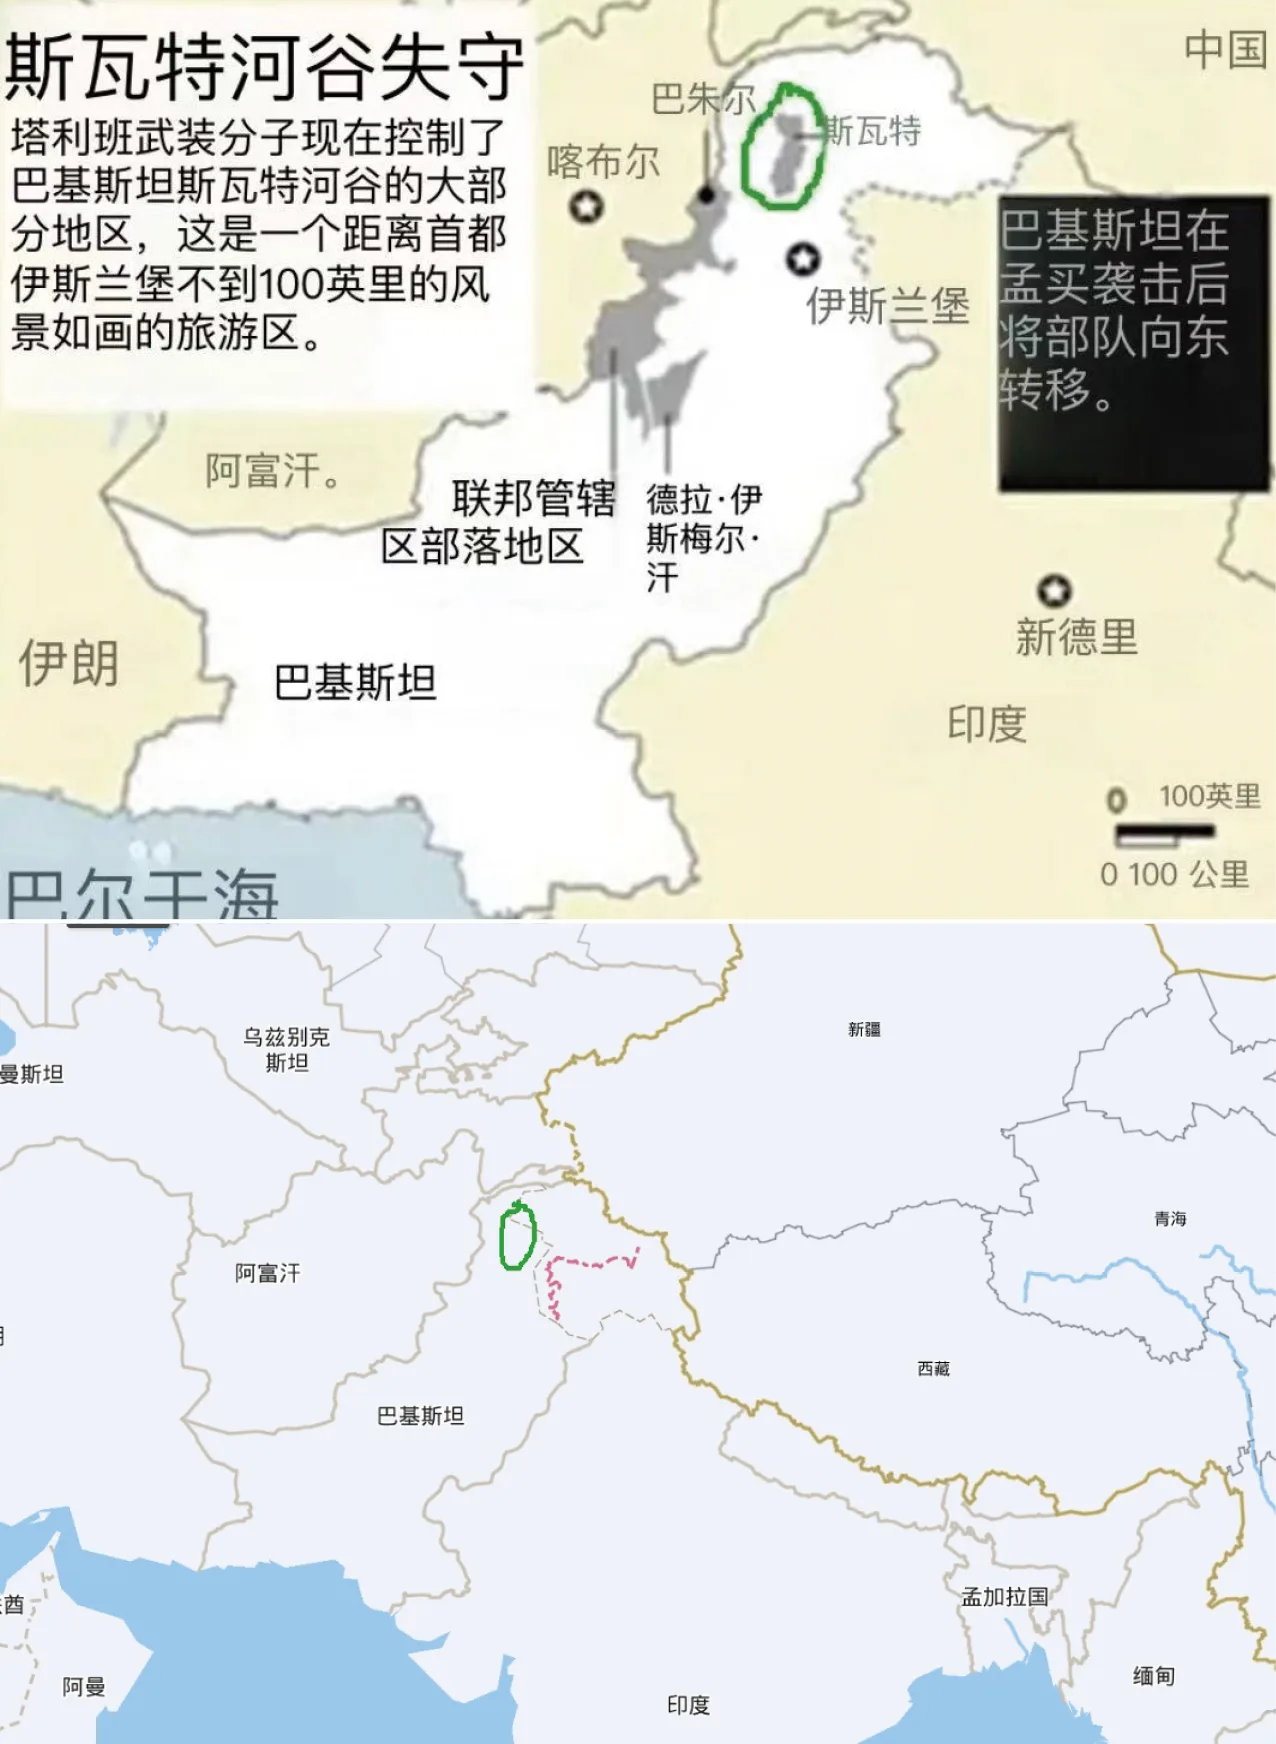 斯瓦特河谷失守
塔利班武装分子现在控制了
巴基斯坦斯瓦特河谷的大部
分地区，这是一个距离首都
伊斯兰堡不到100英里的风
景如画的旅游区。
中国
巴朱尔
斯瓦特
喀布尔
巴基斯坦在
孟买袭击后
将部队向东
转移。
伊斯兰堡
阿富汗。
联邦管辖
区部落地区
德拉·伊
斯梅尔·
汗
伊朗
巴基斯坦
新德里
印度
0 100英里
0 100 公里
巴尔干海
乌兹别克
斯坦
曼斯坦
新疆
青海
阿富汗
西藏
巴基斯坦
孟加拉国
酋
阿曼
缅甸
印度